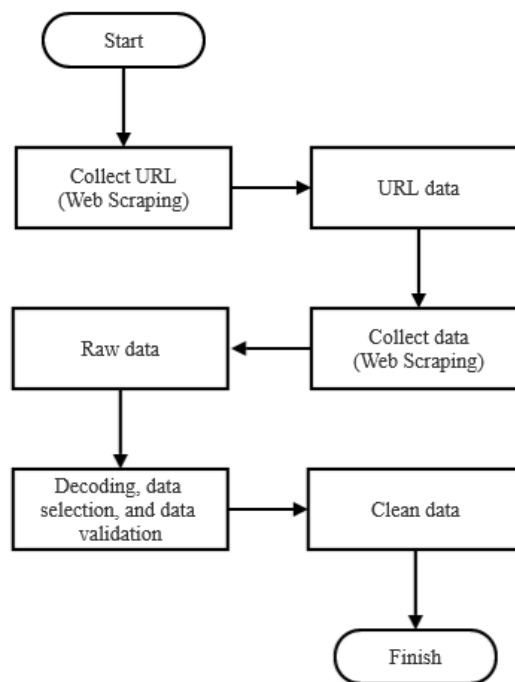 Start
Collect URL
(Web Scraping)
URL data
Collect data
(Web Scraping)
Raw data
Decoding, data
selection, and data
validation
Clean data
Finish